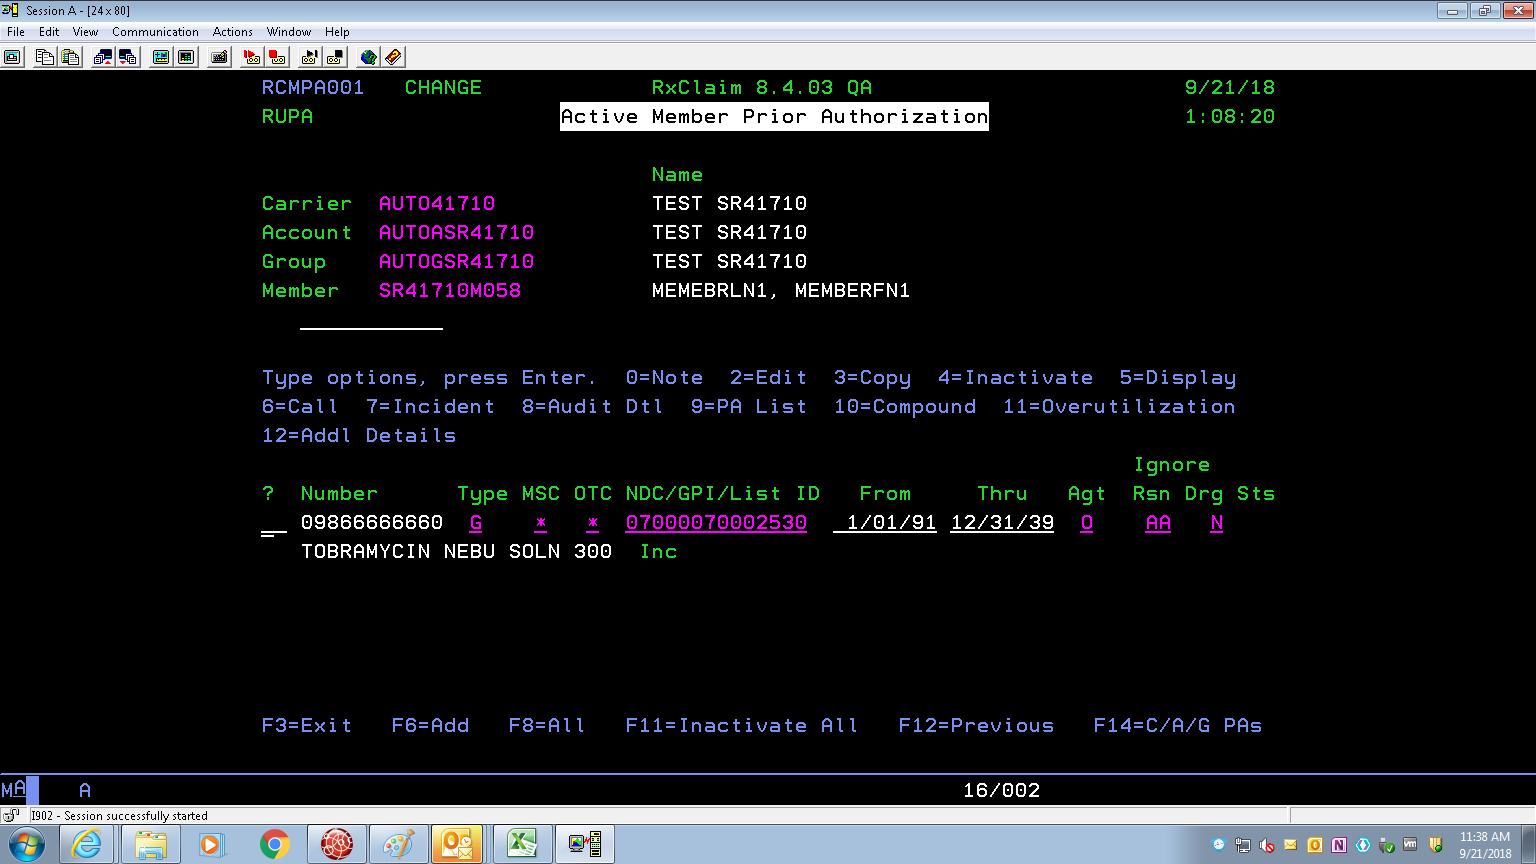 Session A - [24 x 80]
File Edit View Communication Actions Window Help
RCMPA001 CHANGE RxClaim 8.4.03 QA 9/21/18
RUPA Active Member Prior Authorization 1:08:20
Name
Carrier AUTO41710 TEST SR41710
Account AUTOASR41710 TEST SR41710
Group AUTOGSR41710 TEST SR41710
Member SR41710M058 MEMEBRLN1, MEMBERFN1
Type options, press Enter. 0=Note 2=Edit 3=Copy 4=Inactivate 5=Display
6=Call 7=Incident 8=Audit Dtl 9=PA List 10=Compound 11=Overutilization
12=Addl Details
Ignore
? Number Type MSC OTC NDC/GPI/List ID From Thru Agt Rsn Drg Sts
09866666660 G * * 07000070002530 1/01/91 12/31/39 O AA N
TOBRAMYCIN NEBU SOLN 300 Inc
F3=Exit F6=Add F8=All F11=Inactivate All F12=Previous F14=C/A/G PAs
MA A 16/002
I902 - Session successfully started
11:38 AM
9/21/2018